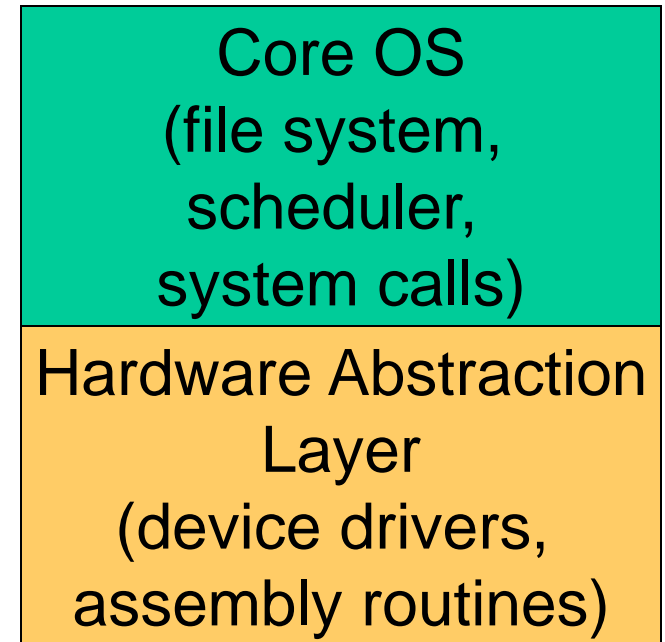 Core OS
(file system,
scheduler,
system calls)
Hardware Abstraction
Layer
(device drivers,
assembly routines)